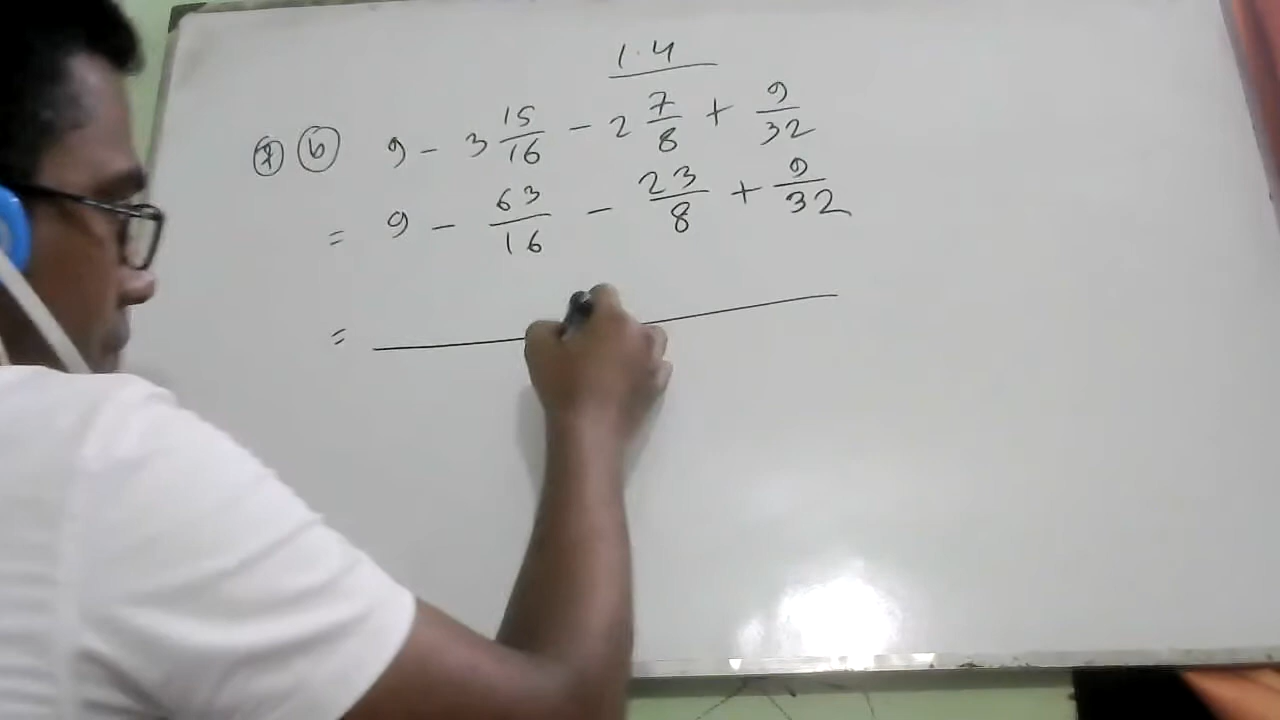 1.4
7 b 9 - 3 15/16 - 2 7/8 + 9/32
= 9 - 63/16 - 23/8 + 9/32
=